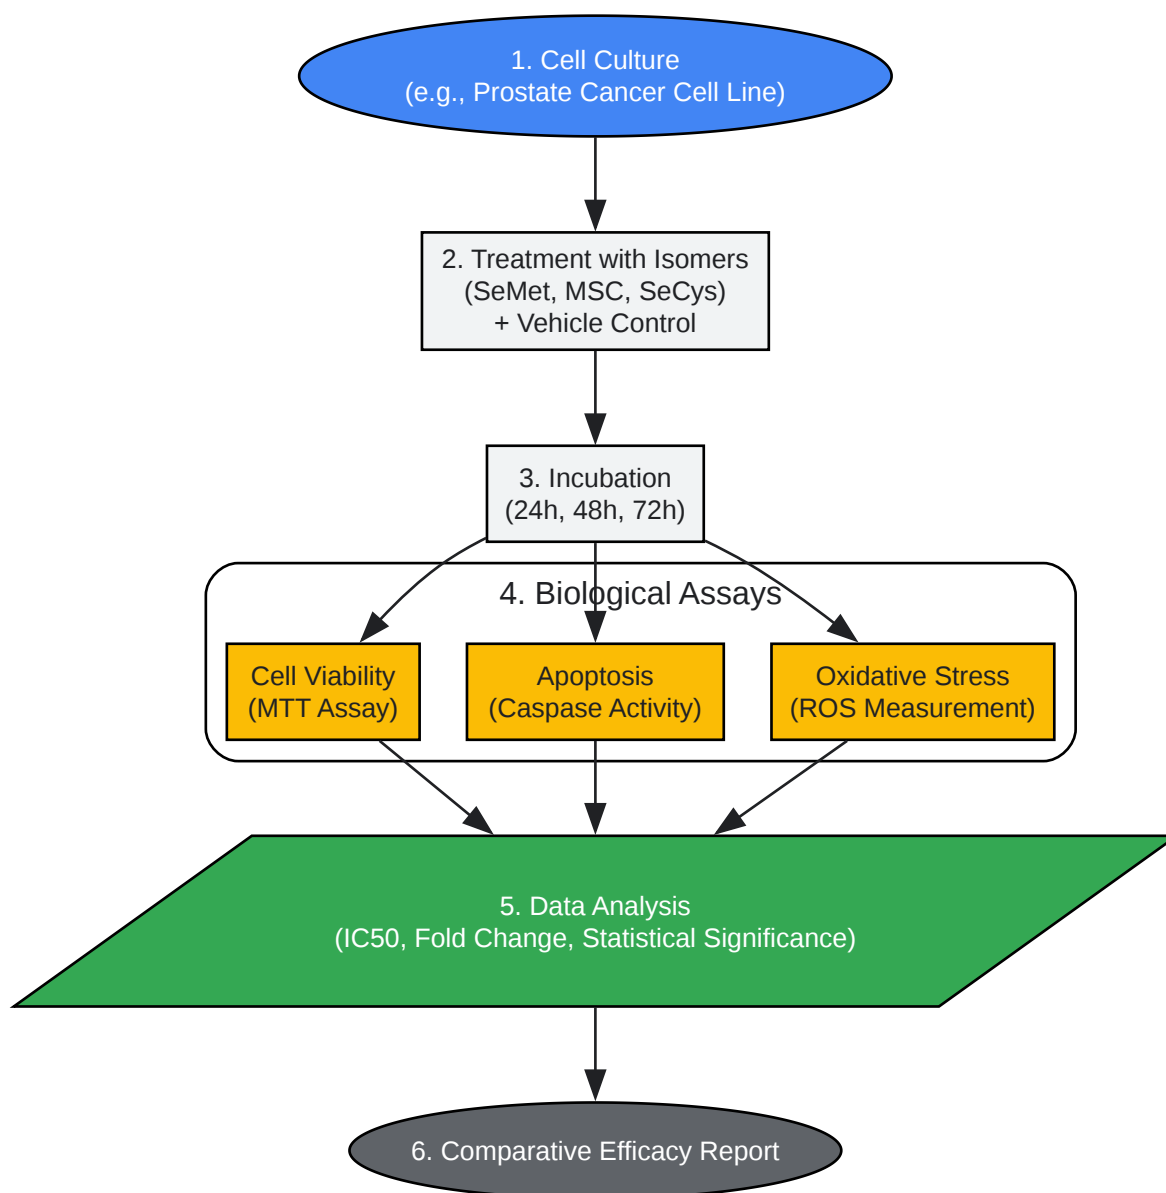 1. Cell Culture
(e.g., Prostate Cancer Cell Line)
2. Treatment with Isomers
(SeMet, MSC, SeCys)
+ Vehicle Control
3. Incubation
(24h, 48h, 72h)
4. Biological Assays
Cell Viability
(MTT Assay)
Apoptosis
(Caspase Activity)
Oxidative Stress
(ROS Measurement)
5. Data Analysis
(IC50, Fold Change, Statistical Significance)
6. Comparative Efficacy Report